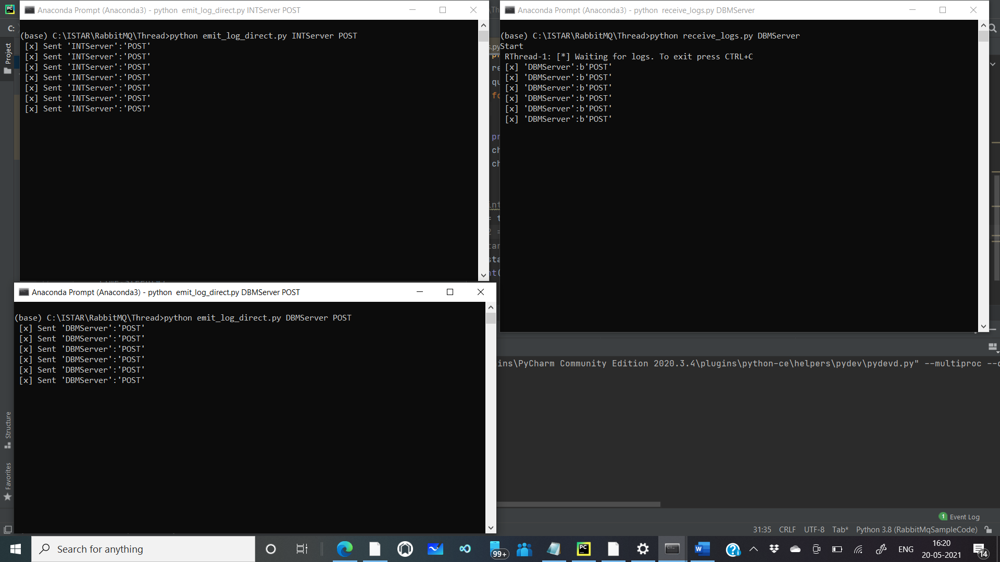 Anaconda Prompt (Anaconda3) - python  emit_log_direct.py INTServer POST
(base) C:\ISTAR\RabbitMQ\Thread>python emit_log_direct.py INTServer POST
[x] Sent 'INTServer':'POST'
[x] Sent 'INTServer':'POST'
[x] Sent 'INTServer':'POST'
[x] Sent 'INTServer':'POST'
[x] Sent 'INTServer':'POST'
[x] Sent 'INTServer':'POST'
[x] Sent 'INTServer':'POST'
Anaconda Prompt (Anaconda3) - python  receive_logs.py DBMServer
(base) C:\ISTAR\RabbitMQ\Thread>python receive_logs.py DBMServer
Start
RThread-1: [*] Waiting for logs. To exit press CTRL+C
[x] 'DBMServer':b'POST'
[x] 'DBMServer':b'POST'
[x] 'DBMServer':b'POST'
[x] 'DBMServer':b'POST'
[x] 'DBMServer':b'POST'
[x] 'DBMServer':b'POST'
Anaconda Prompt (Anaconda3) - python  emit_log_direct.py DBMServer POST
(base) C:\ISTAR\RabbitMQ\Thread>python emit_log_direct.py DBMServer POST
[x] Sent 'DBMServer':'POST'
[x] Sent 'DBMServer':'POST'
[x] Sent 'DBMServer':'POST'
[x] Sent 'DBMServer':'POST'
[x] Sent 'DBMServer':'POST'
[x] Sent 'DBMServer':'POST'
C:
Project
Structure
Favorites
ins\PyCharm Community Edition 2020.3.4\plugins\python-ce\helpers\pydev\pydevd.py" --multiproc
1 Event Log
31:35 CRLF UTF-8 Tab* Python 3.8 (RabbitMqSampleCode)
Search for anything
99+
ENG
16:20
20-05-2021
14